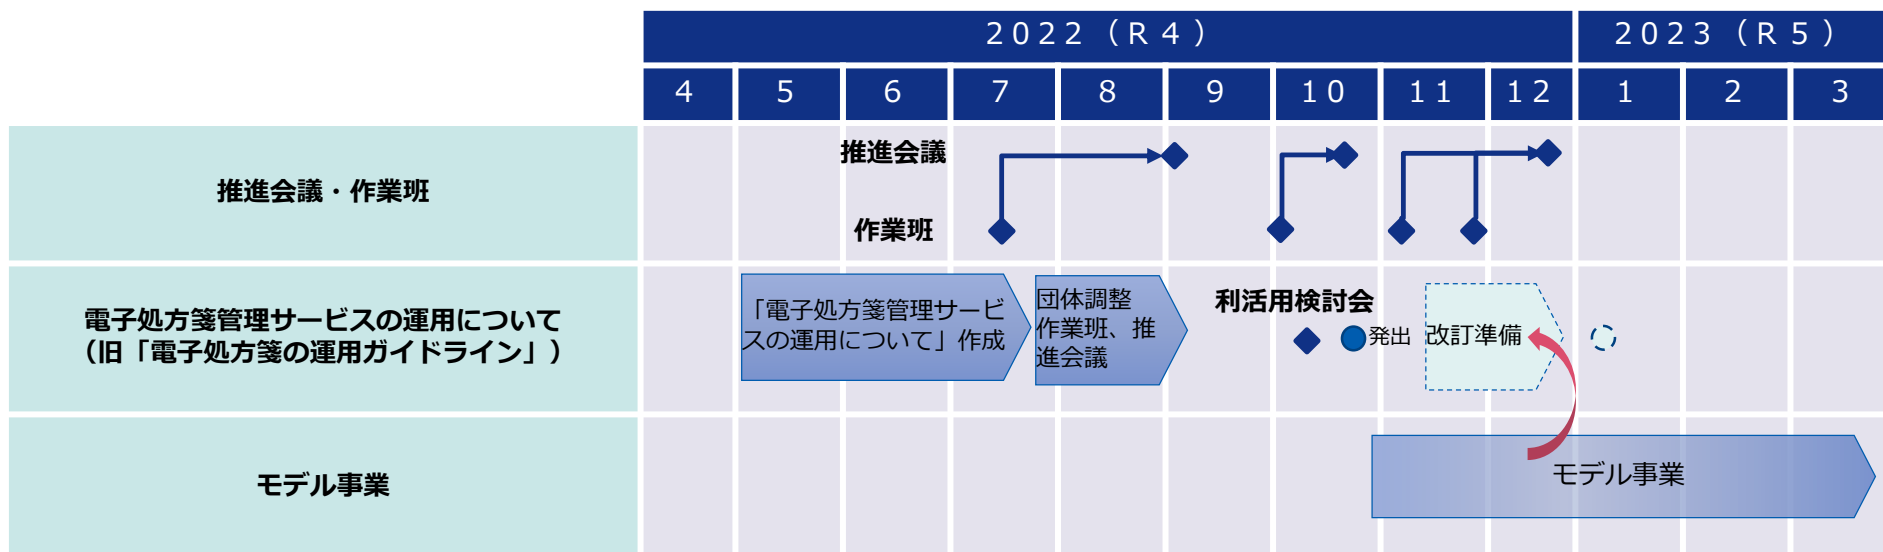 ２０２２（Ｒ４）
２０２３（Ｒ５）
４
５
６
７
８
９
１０
１１
１２
１
２
３
推進会議・作業班
推進会議
作業班
電子処方箋管理サービスの運用について
（旧「電子処方箋の運用ガイドライン」）
「電子処方箋管理サービ
スの運用について」作成
団体調整
作業班、推
進会議
利活用検討会
発出
改訂準備
モデル事業
モデル事業